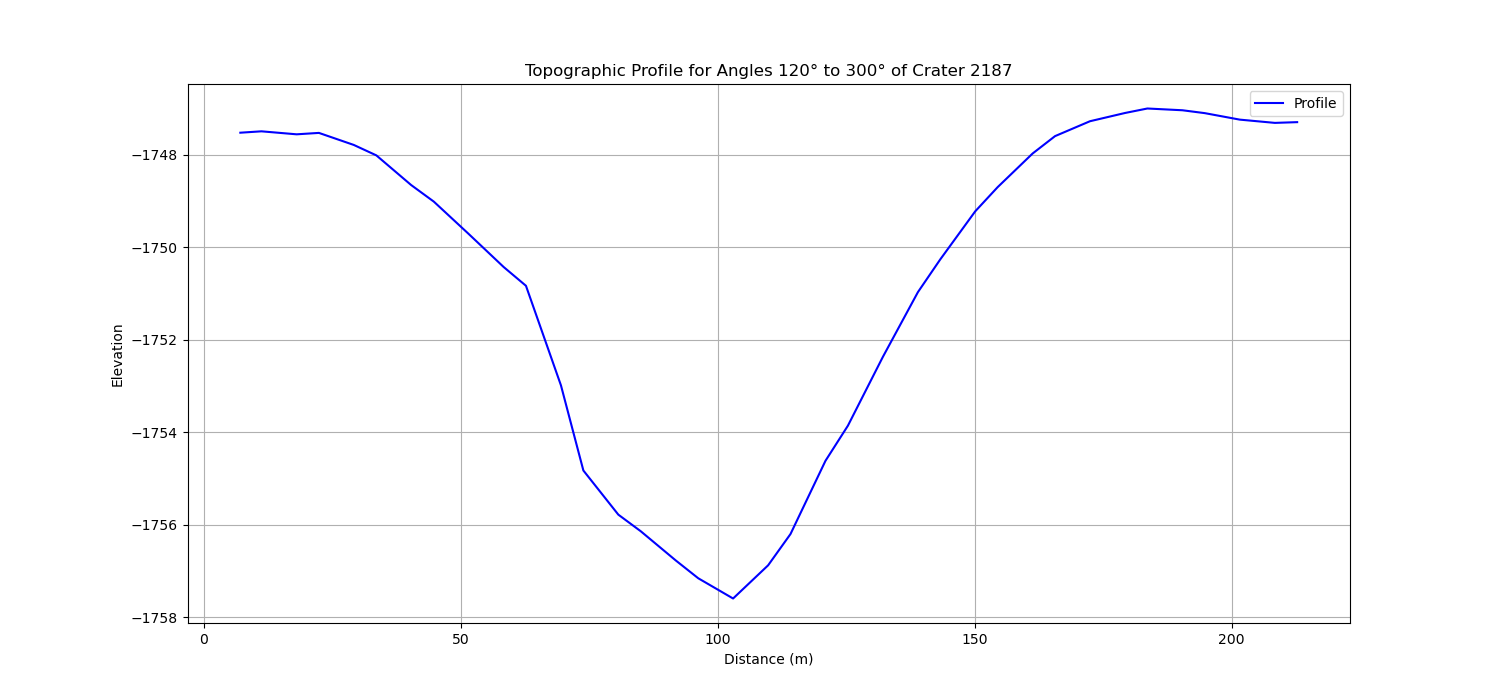 Topographic Profile for Angles 120° to 300° of Crater 2187
Profile
−1748
−1750
−1752
−1754
−1756
−1758
Elevation
0 50 100 150 200
Distance (m)